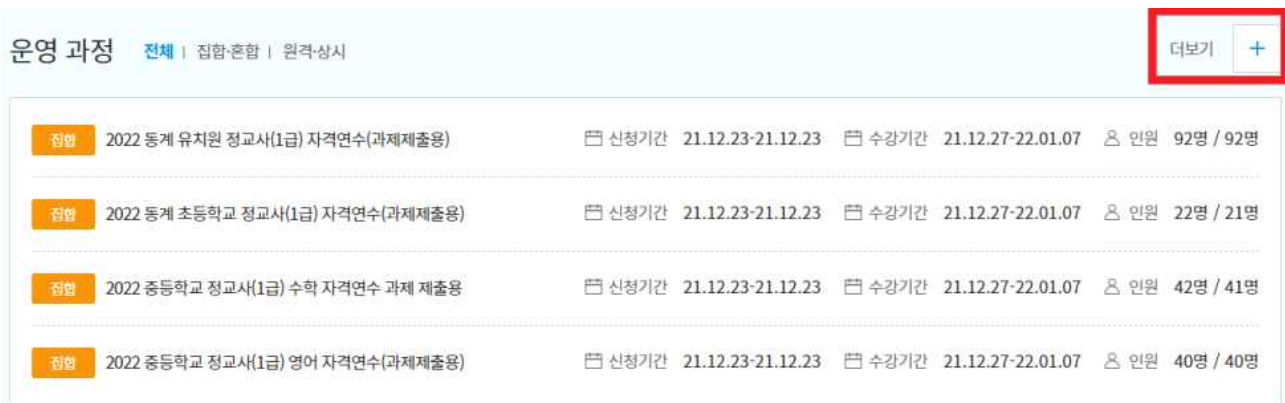 운영 과정 전체 | 집합·혼합 | 원격·상시 더보기 +
집합 2022 동계 유치원 정교사(1급) 자격연수(과제제출용) 신청기간 21.12.23-21.12.23 수강기간 21.12.27-22.01.07 인원 92명 / 92명
집합 2022 동계 초등학교 정교사(1급) 자격연수(과제제출용) 신청기간 21.12.23-21.12.23 수강기간 21.12.27-22.01.07 인원 22명 / 21명
집합 2022 중등학교 정교사(1급) 수학 자격연수 과제 제출용 신청기간 21.12.23-21.12.23 수강기간 21.12.27-22.01.07 인원 42명 / 41명
집합 2022 중등학교 정교사(1급) 영어 자격연수(과제제출용) 신청기간 21.12.23-21.12.23 수강기간 21.12.27-22.01.07 인원 40명 / 40명